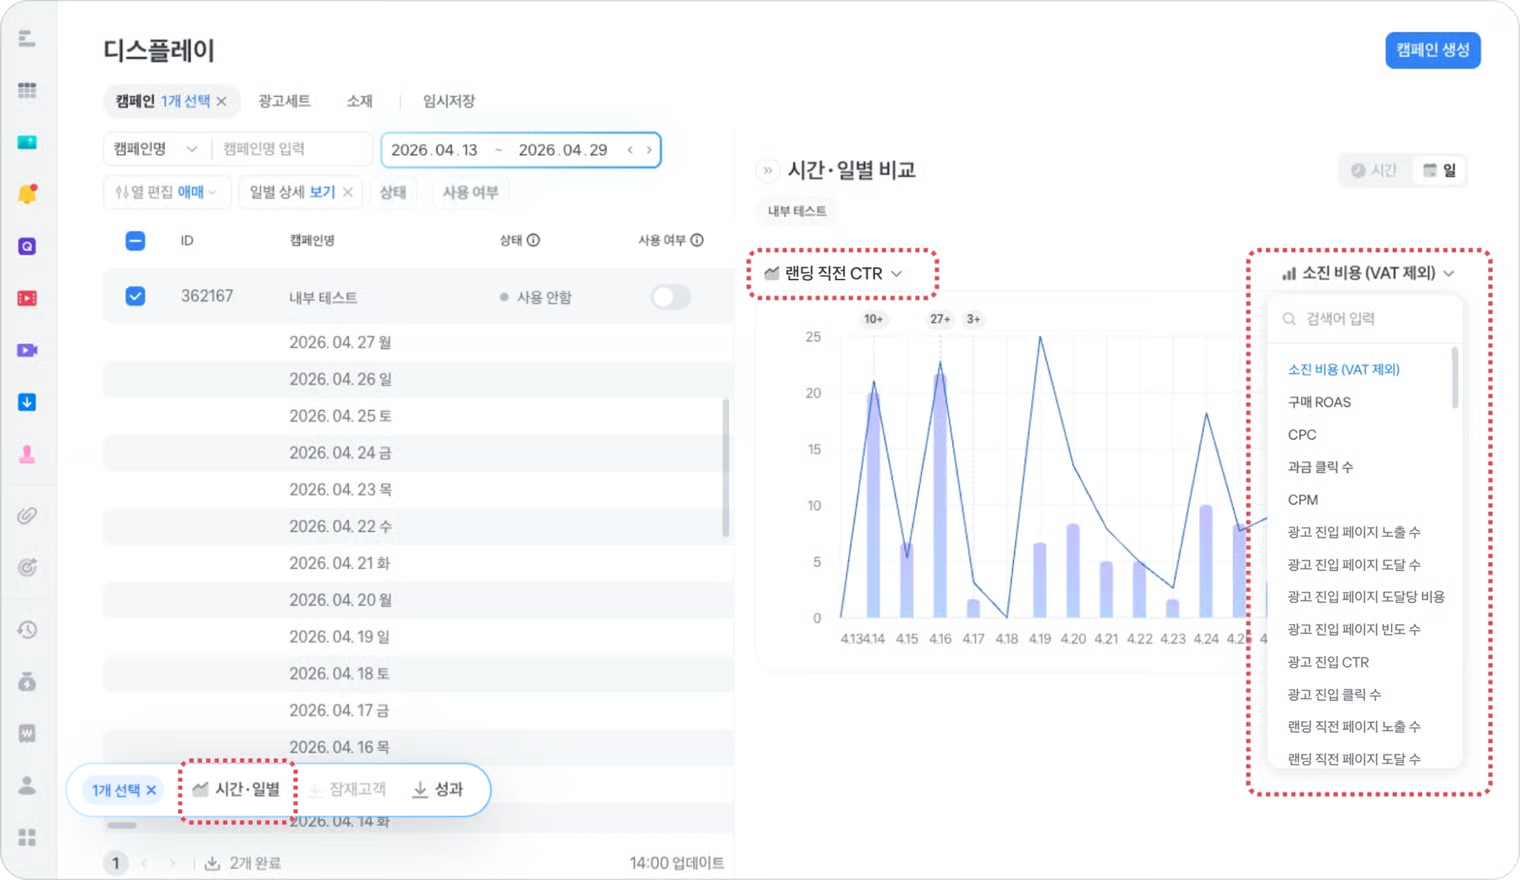 디스플레이
캠페인 생성
캠페인 1개 선택 ×
광고세트
소재
임시저장
캠페인명
캠페인명 입력
2026.04.13 ~ 2026.04.29
열 편집 애매
일별 상세 보기 ×
상태
사용 여부
ID
캠페인명
상태
사용 여부
362167
내부 테스트
사용 안함
2026. 04. 27 월
2026. 04. 26 일
2026. 04. 25 토
2026. 04. 24 금
2026. 04. 23 목
2026. 04. 22 수
2026. 04. 21 화
2026. 04. 20 월
2026. 04. 19 일
2026. 04. 18 토
2026. 04. 17 금
2026. 04. 16 목
1개 선택 ×
시간·일별
잠재고객
성과
2026. 04. 14 화
1
2개 완료
14:00 업데이트
시간·일별 비교
시간
일
내부 테스트
랜딩 직전 CTR
소진 비용 (VAT 제외)
10+
27+
3+
25
20
15
10
5
0
4.13
4.14
4.15
4.16
4.17
4.18
4.19
4.20
4.21
4.22
4.23
4.24
검색어 입력
소진 비용 (VAT 제외)
구매 ROAS
CPC
과금 클릭 수
CPM
광고 진입 페이지 노출 수
광고 진입 페이지 도달 수
광고 진입 페이지 도달당 비용
광고 진입 페이지 빈도 수
광고 진입 CTR
광고 진입 클릭 수
랜딩 직전 페이지 노출 수
랜딩 직전 페이지 도달 수